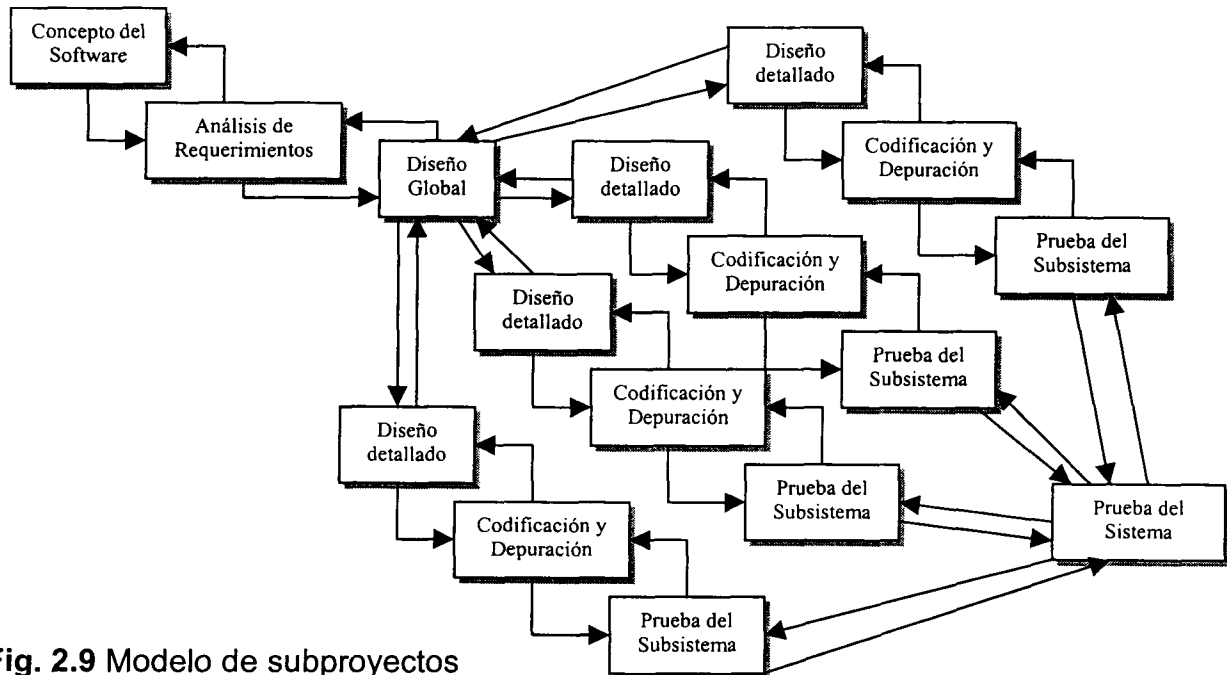 Concepto del
Software
Análisis de
Requerimientos
Diseño
Global
Diseño
detallado
Codificación y
Depuración
Prueba del
Subsistema
Diseño
detallado
Codificación y
Depuración
Prueba del
Subsistema
Diseño
detallado
Codificación y
Depuración
Prueba del
Subsistema
Diseño
detallado
Codificación y
Depuración
Prueba del
Subsistema
Prueba del
Sistema
Fig. 2.9 Modelo de subproyectos